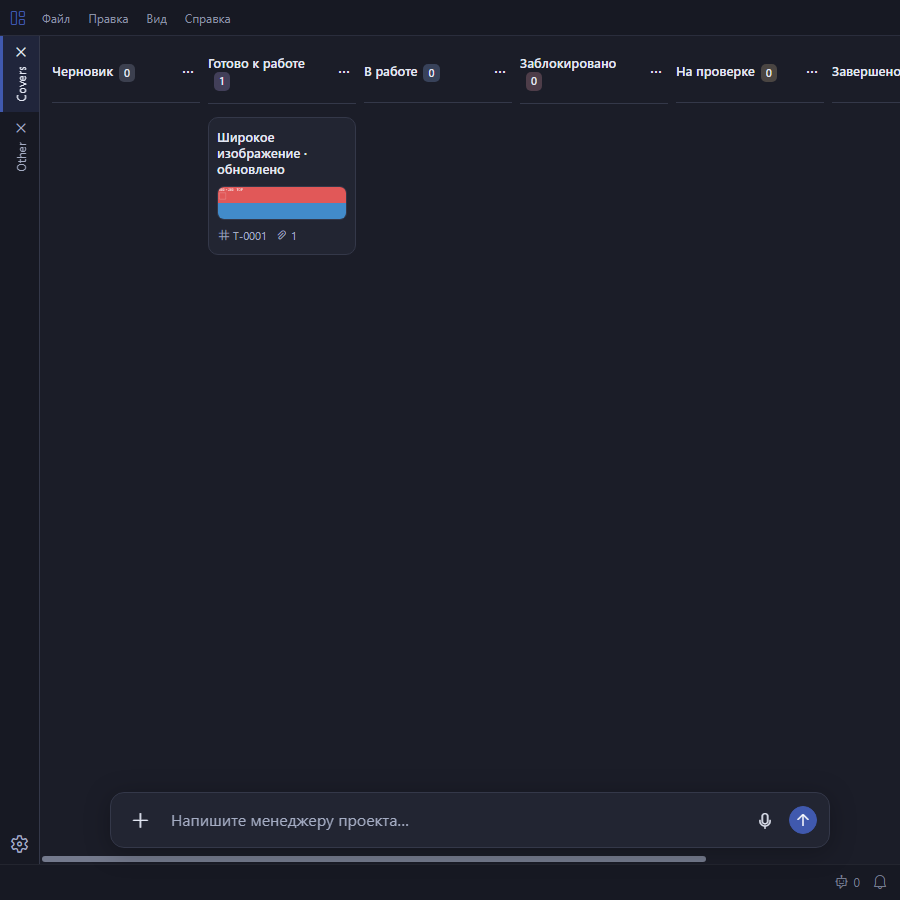 Файл Правка Вид Справка
Covers
Other
Черновик 0
Готово к работе
1
В работе 0
Заблокировано
0
На проверке 0
Завершено
Широкое
изображение ·
обновлено
T-0001 1
Напишите менеджеру проекта...
0